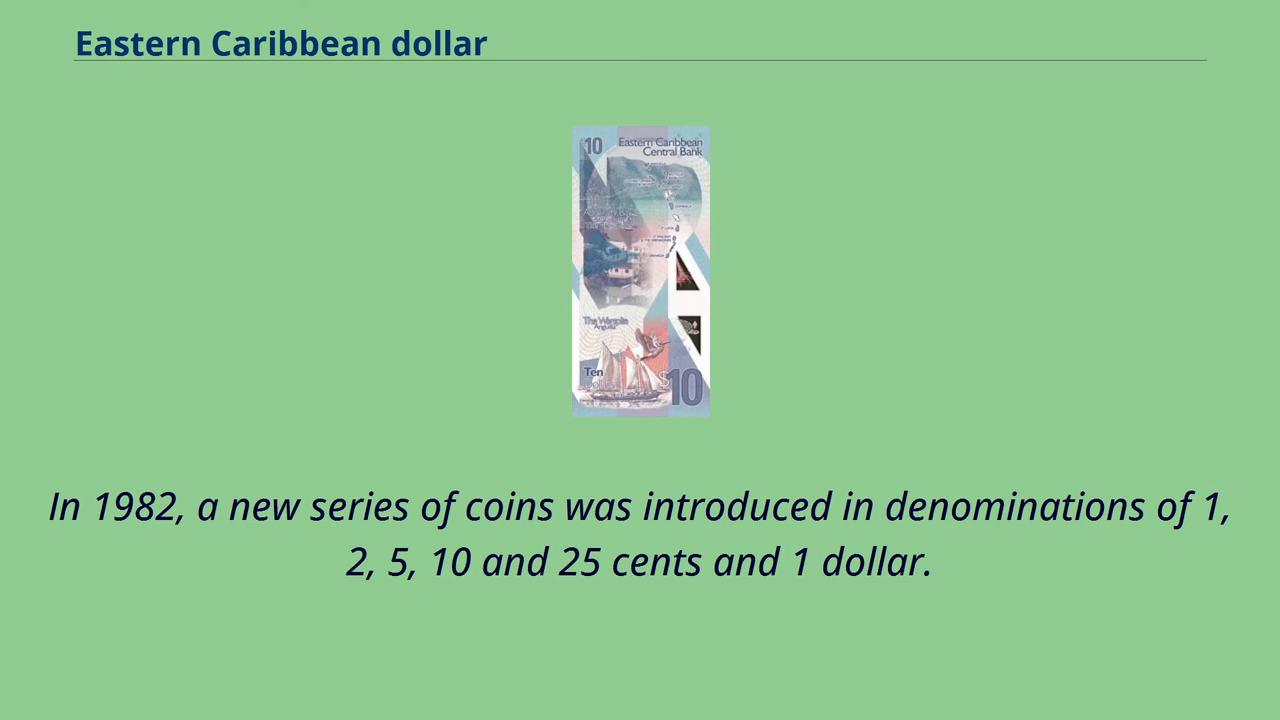 Eastern Caribbean dollar
10
Eastern Caribbean
Central Bank
The Warspite
Anguilla
Ten
Dollars
$10
In 1982, a new series of coins was introduced in denominations of 1,
2, 5, 10 and 25 cents and 1 dollar.